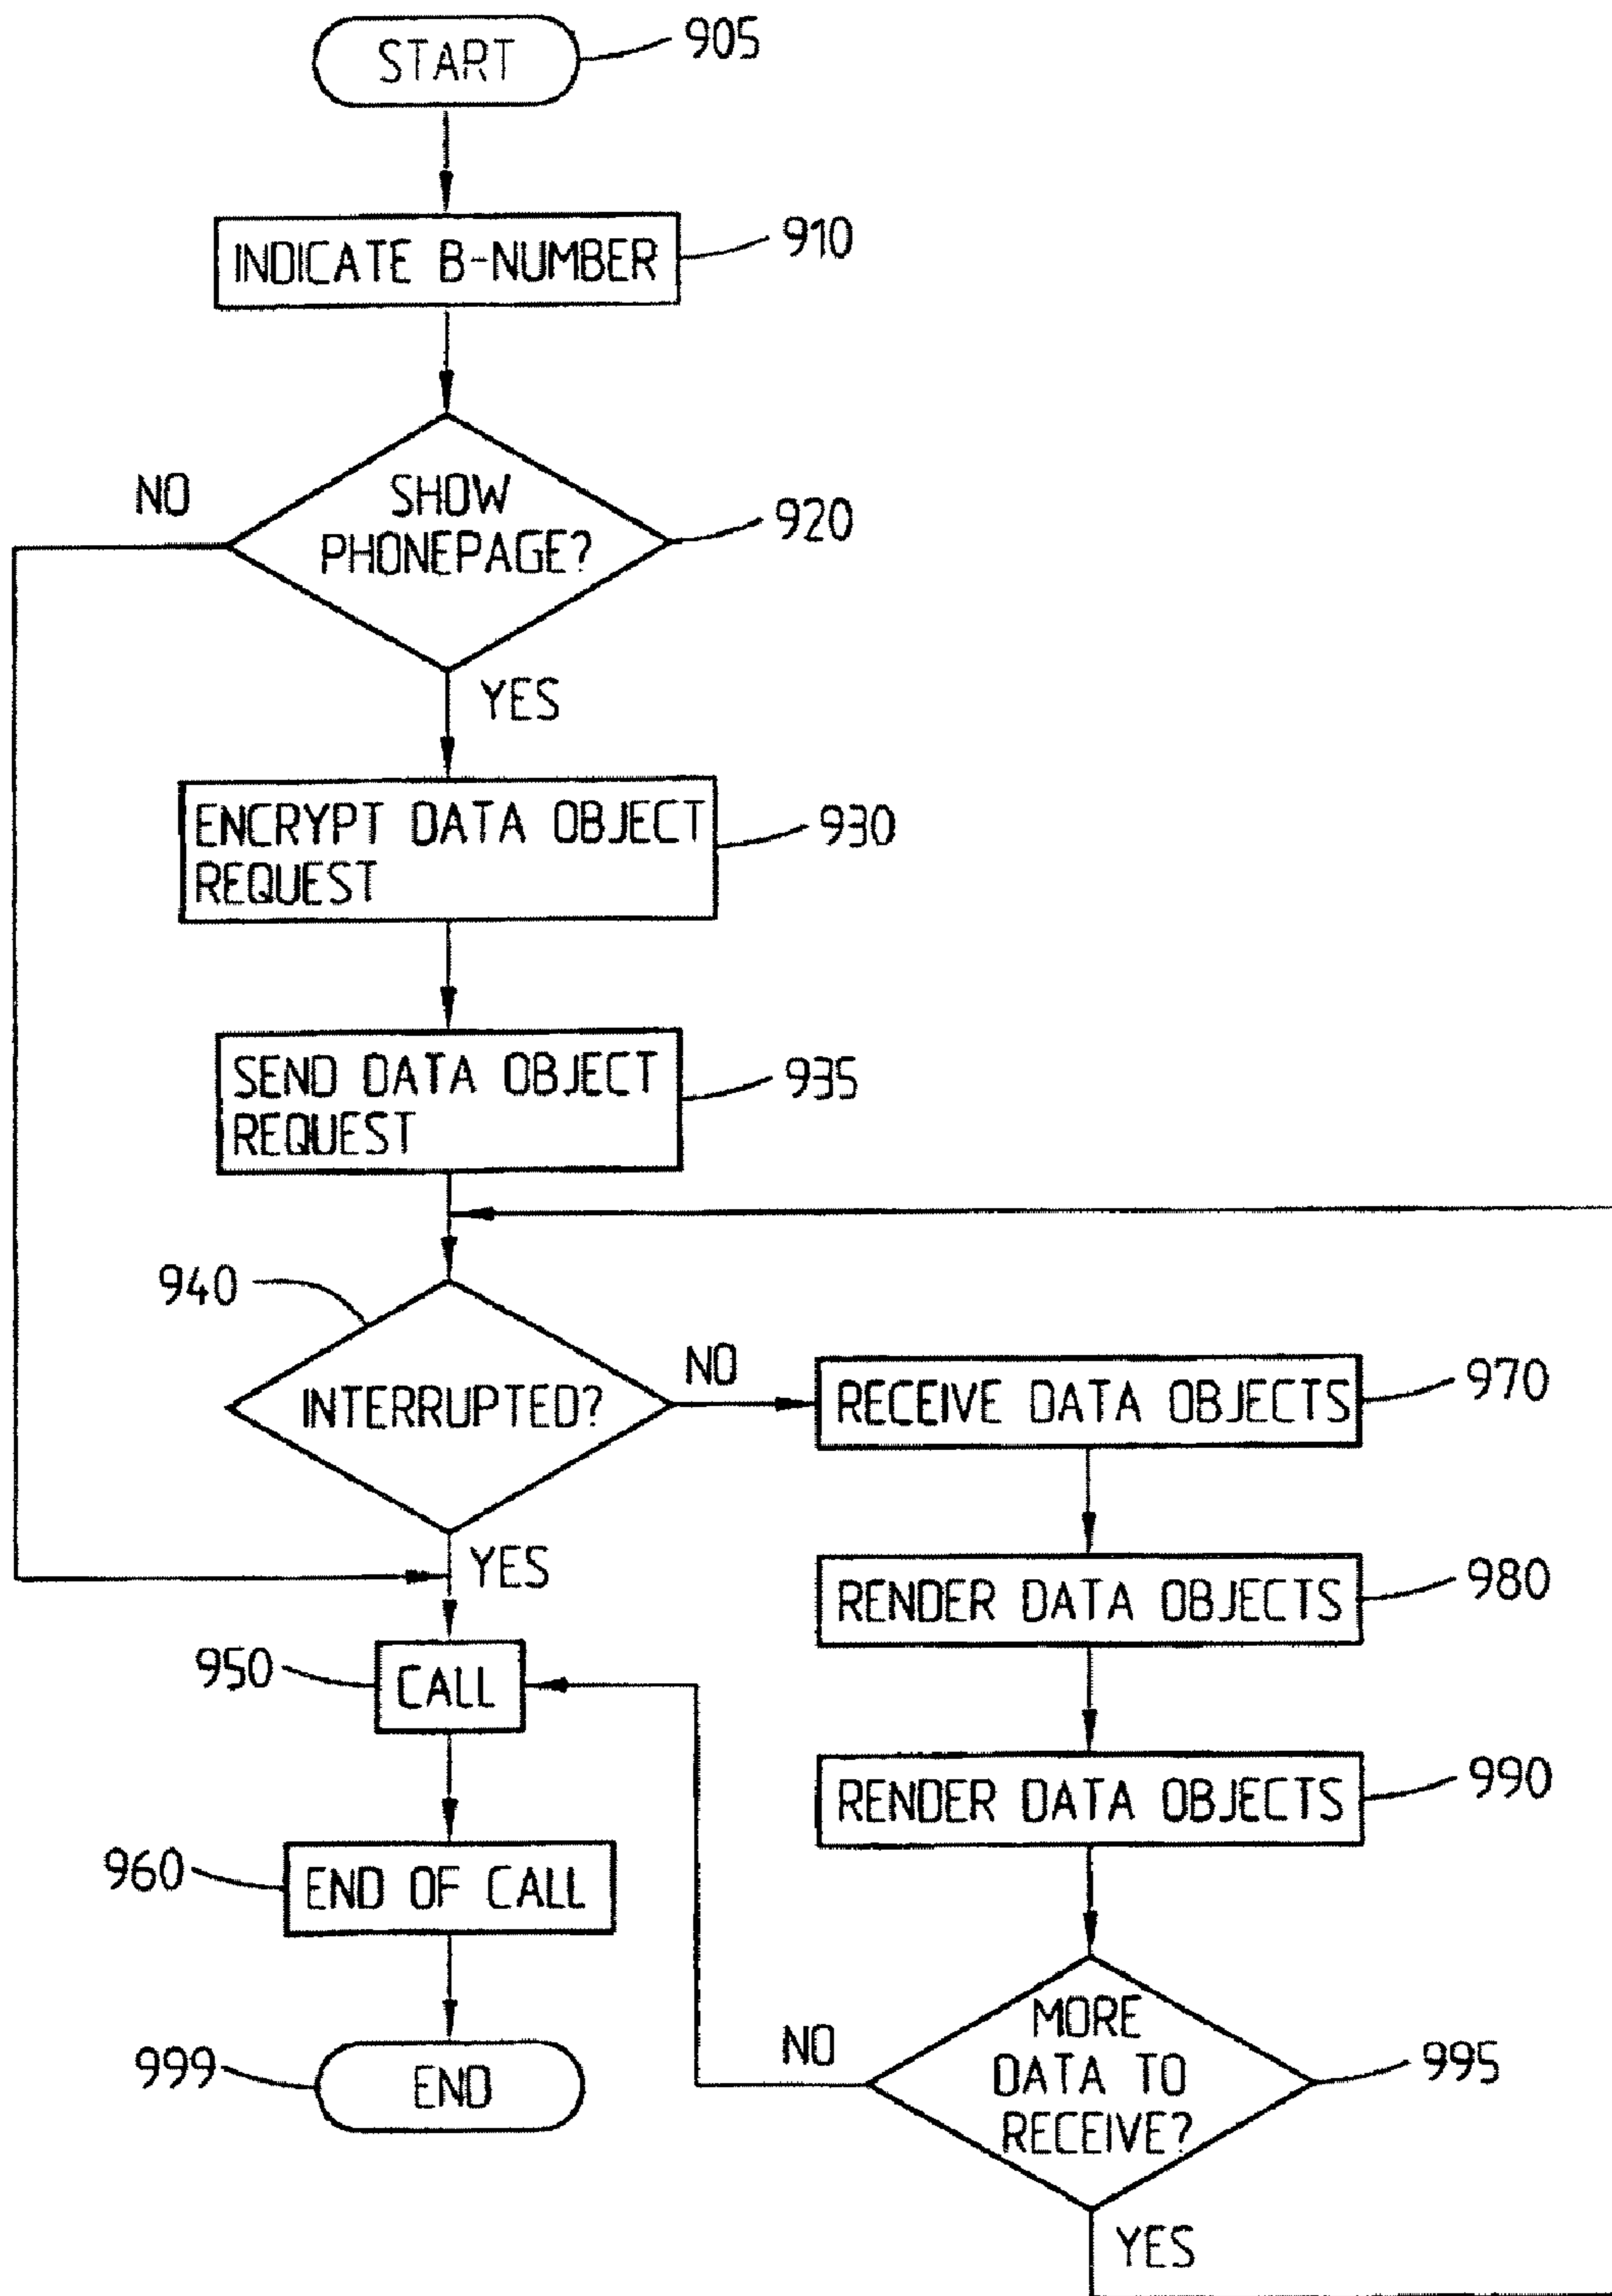 START
905
INDICATE B-NUMBER
910
NO
SHOW
PHONEPAGE?
920
YES
ENCRYPT DATA OBJECT
REQUEST
930
SEND DATA OBJECT
REQUEST
935
940
INTERRUPTED?
NO
RECEIVE DATA OBJECTS
970
YES
RENDER DATA OBJECTS
980
950
CALL
RENDER DATA OBJECTS
990
960
END OF CALL
999
END
NO
MORE
DATA TO
RECEIVE?
995
YES